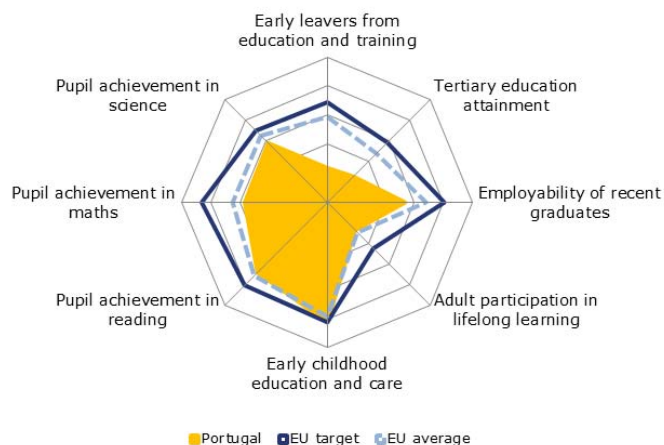 Early leavers from
education and training
Pupil achievement in
science
Tertiary education
attainment
Pupil achievement in
maths
Employability of recent
graduates
Pupil achievement in
reading
Adult participation in
lifelong learning
Early childhood
education and care
Portugal EU target EU average